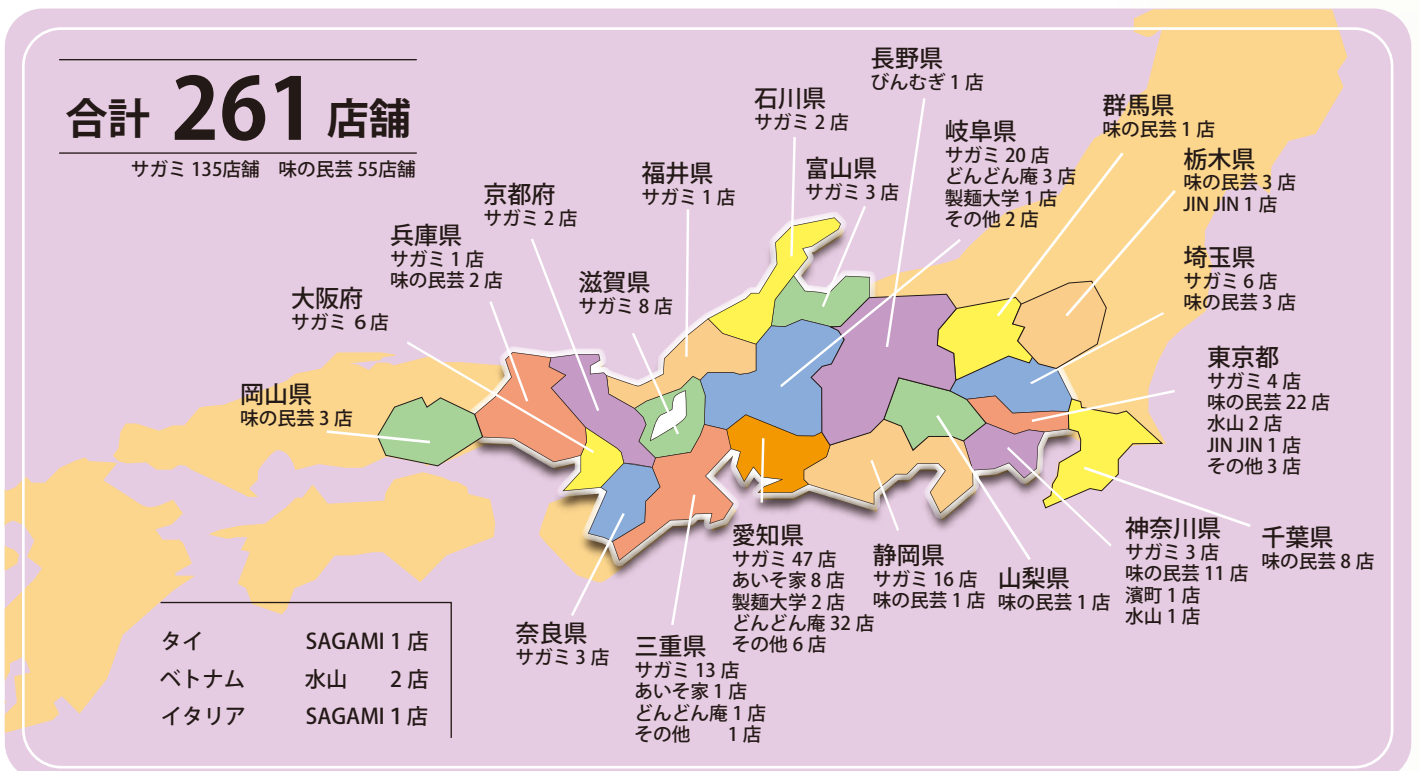 合計 261 店舗
サガミ 135店舗 味の民芸 55店舗
長野県
びんむぎ 1 店
石川県
サガミ 2 店
群馬県
味の民芸 1 店
岐阜県
サガミ 20 店
どんどん庵 3 店
製麺大学 1 店
その他 2 店
栃木県
味の民芸 3 店
JIN JIN 1 店
富山県
サガミ 3 店
福井県
サガミ 1 店
京都府
サガミ 2 店
兵庫県
サガミ 1 店
味の民芸 2 店
滋賀県
サガミ 8 店
大阪府
サガミ 6 店
埼玉県
サガミ 6 店
味の民芸 3 店
東京都
サガミ 4 店
味の民芸 22 店
水山 2 店
JIN JIN 1 店
その他 3 店
岡山県
味の民芸 3 店
愛知県
サガミ 47 店
あいそ家 8 店
製麺大学 2 店
どんどん庵 32 店
その他 6 店
静岡県
サガミ 16 店
味の民芸 1 店
山梨県
味の民芸 1 店
神奈川県
サガミ 3 店
味の民芸 11 店
濱町 1 店
水山 1 店
千葉県
味の民芸 8 店
奈良県
サガミ 3 店
三重県
サガミ 13 店
あいそ家 1 店
どんどん庵 1 店
その他 1 店
タイ SAGAMI 1 店
ベトナム 水山 2 店
イタリア SAGAMI 1 店